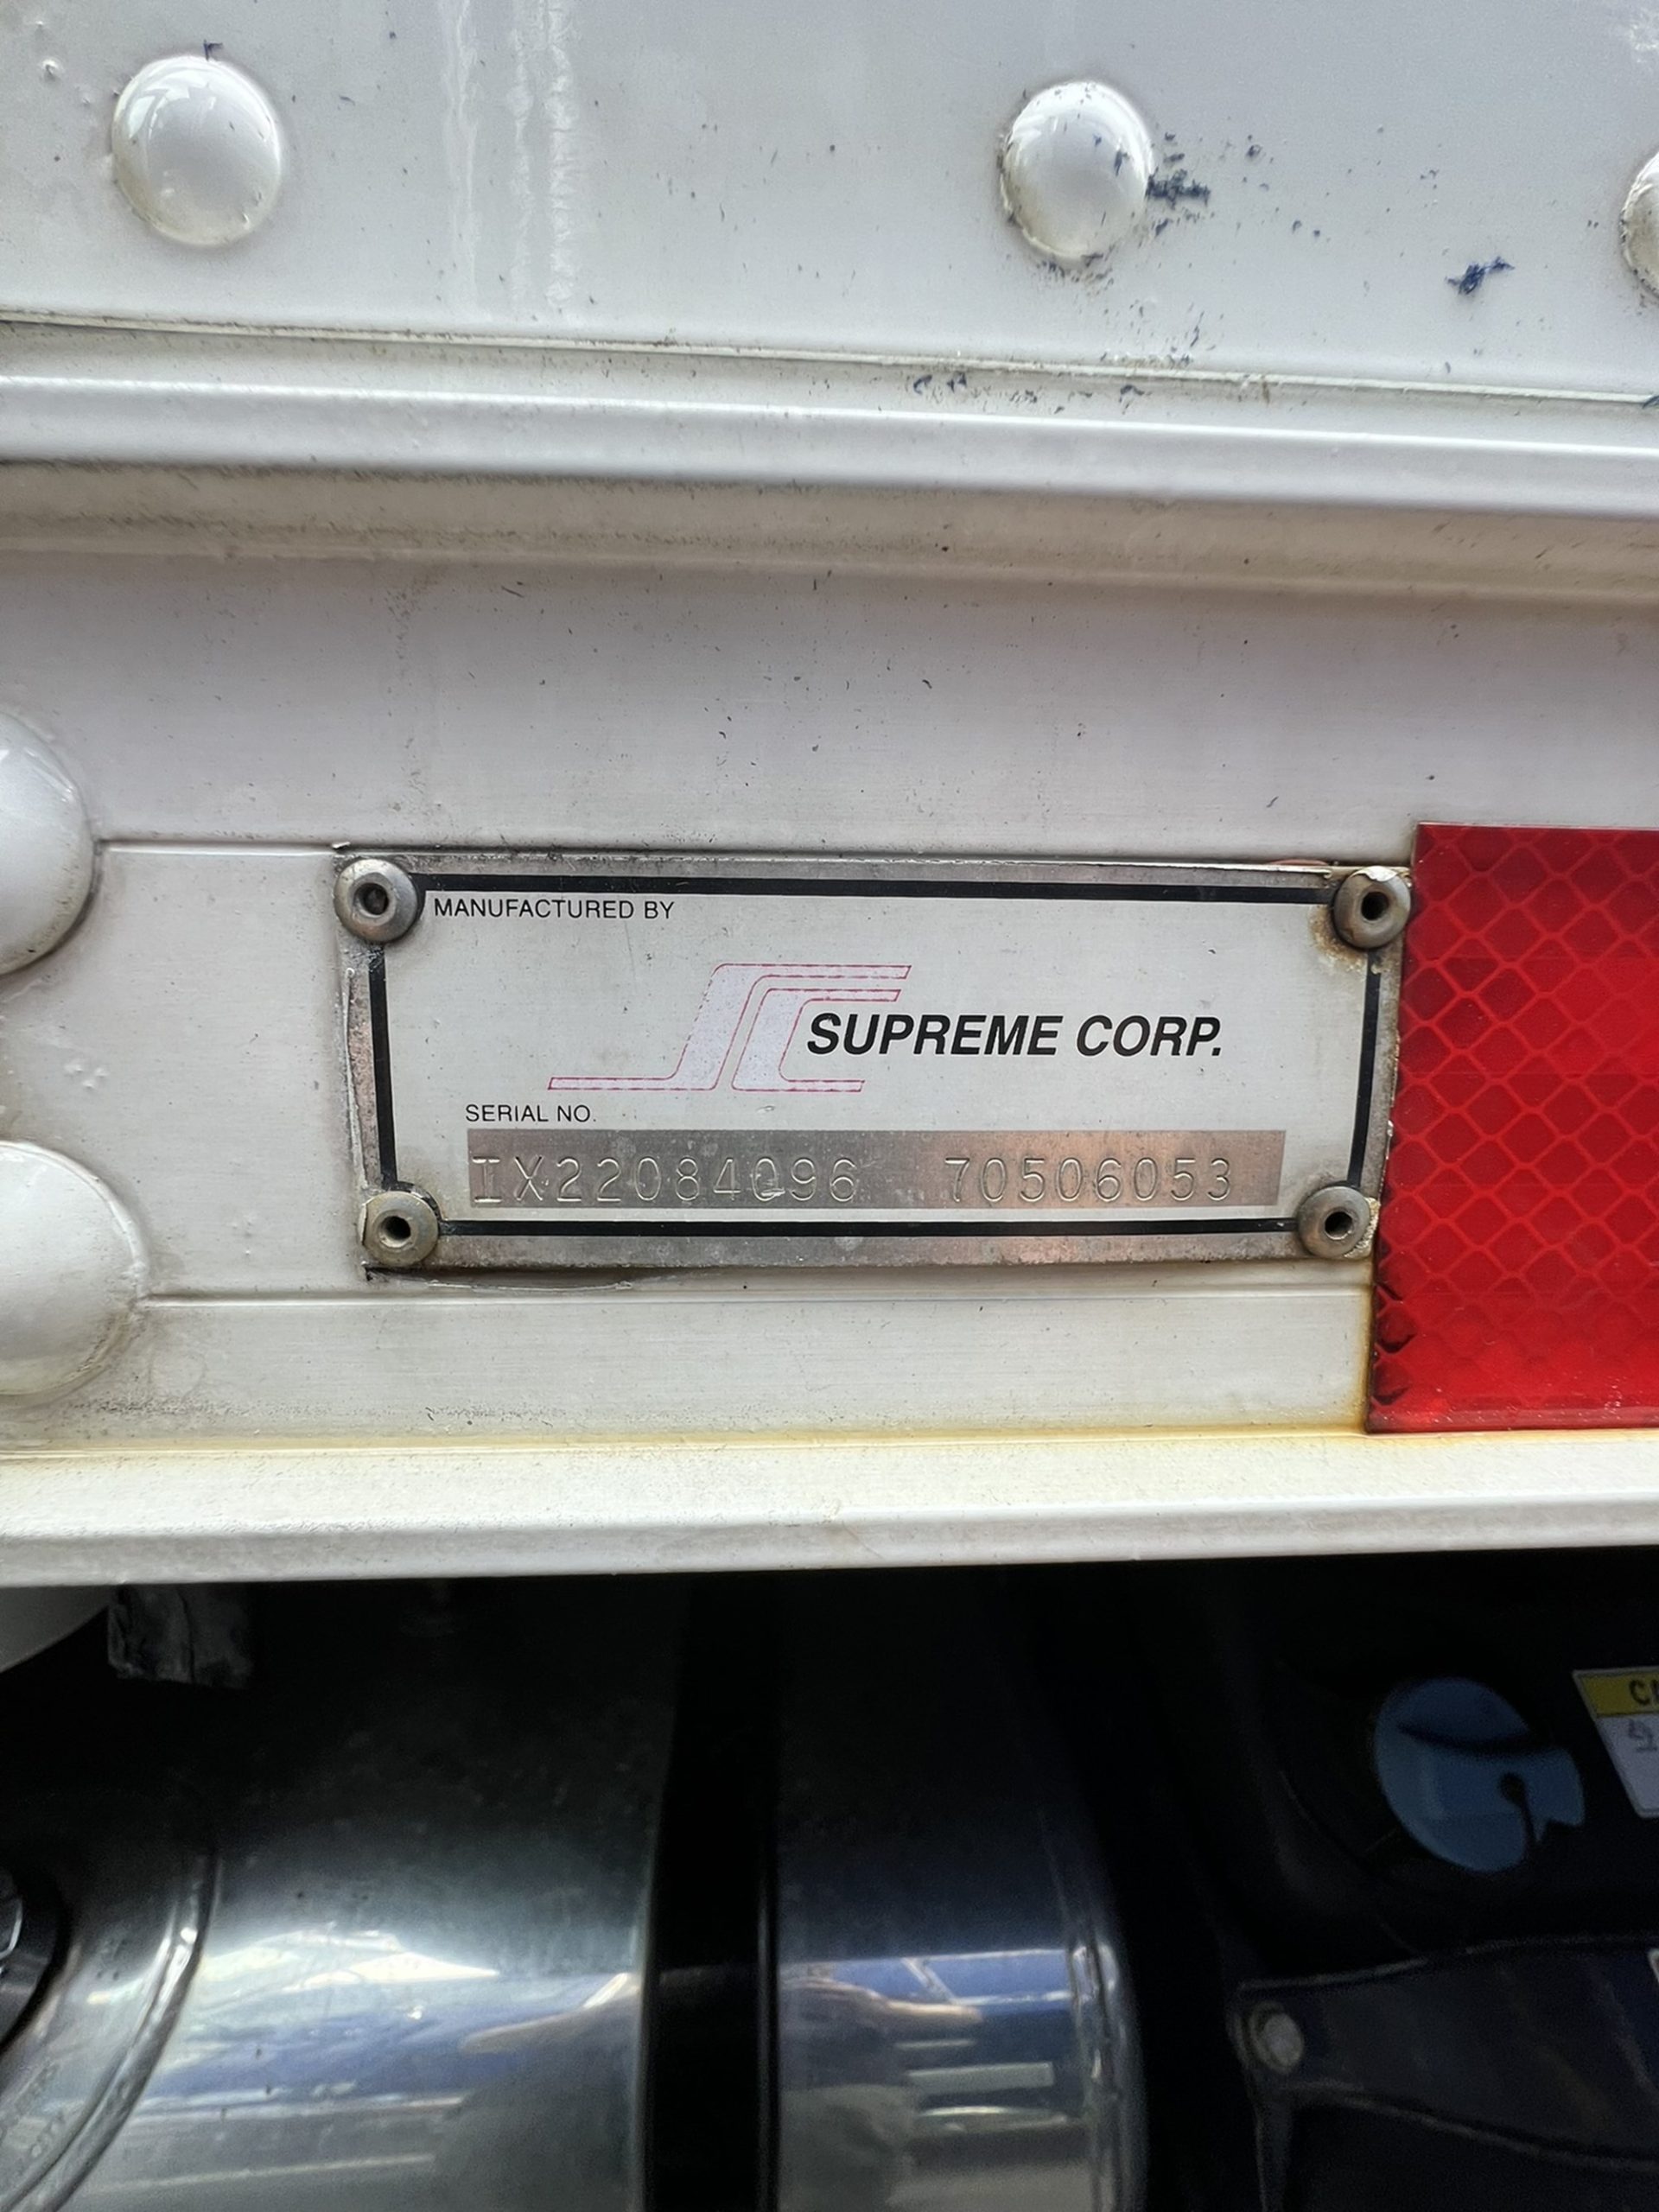 MANUFACTURED BY
SUPREME CORP.
SERIAL NO.
IX22084096 70506053